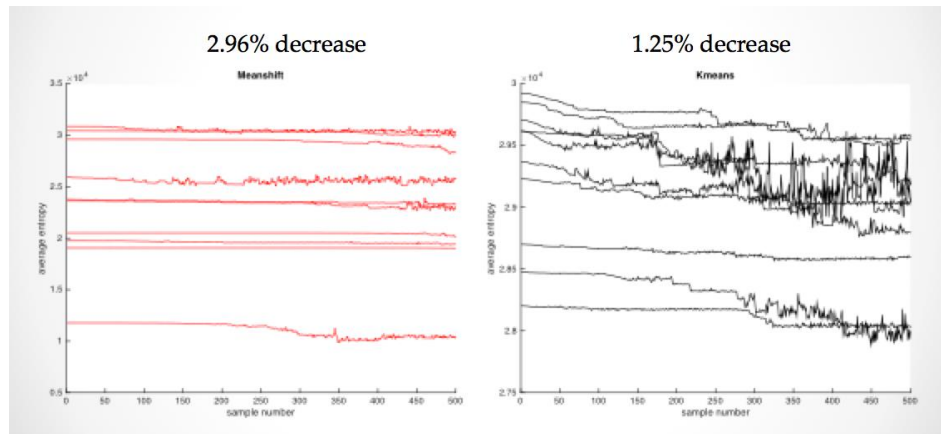 2.96% decrease
1.25% decrease
Meanshift
×10⁴
3.5
3
2.5
2
1.5
1
0.5
average entropy
0 50 100 150 200 250 300 350 400 450 500
sample number
Kmeans
×10⁴
3
2.95
2.9
2.85
2.8
2.75
average entropy
0 50 100 150 200 250 300 350 400 450 500
sample number